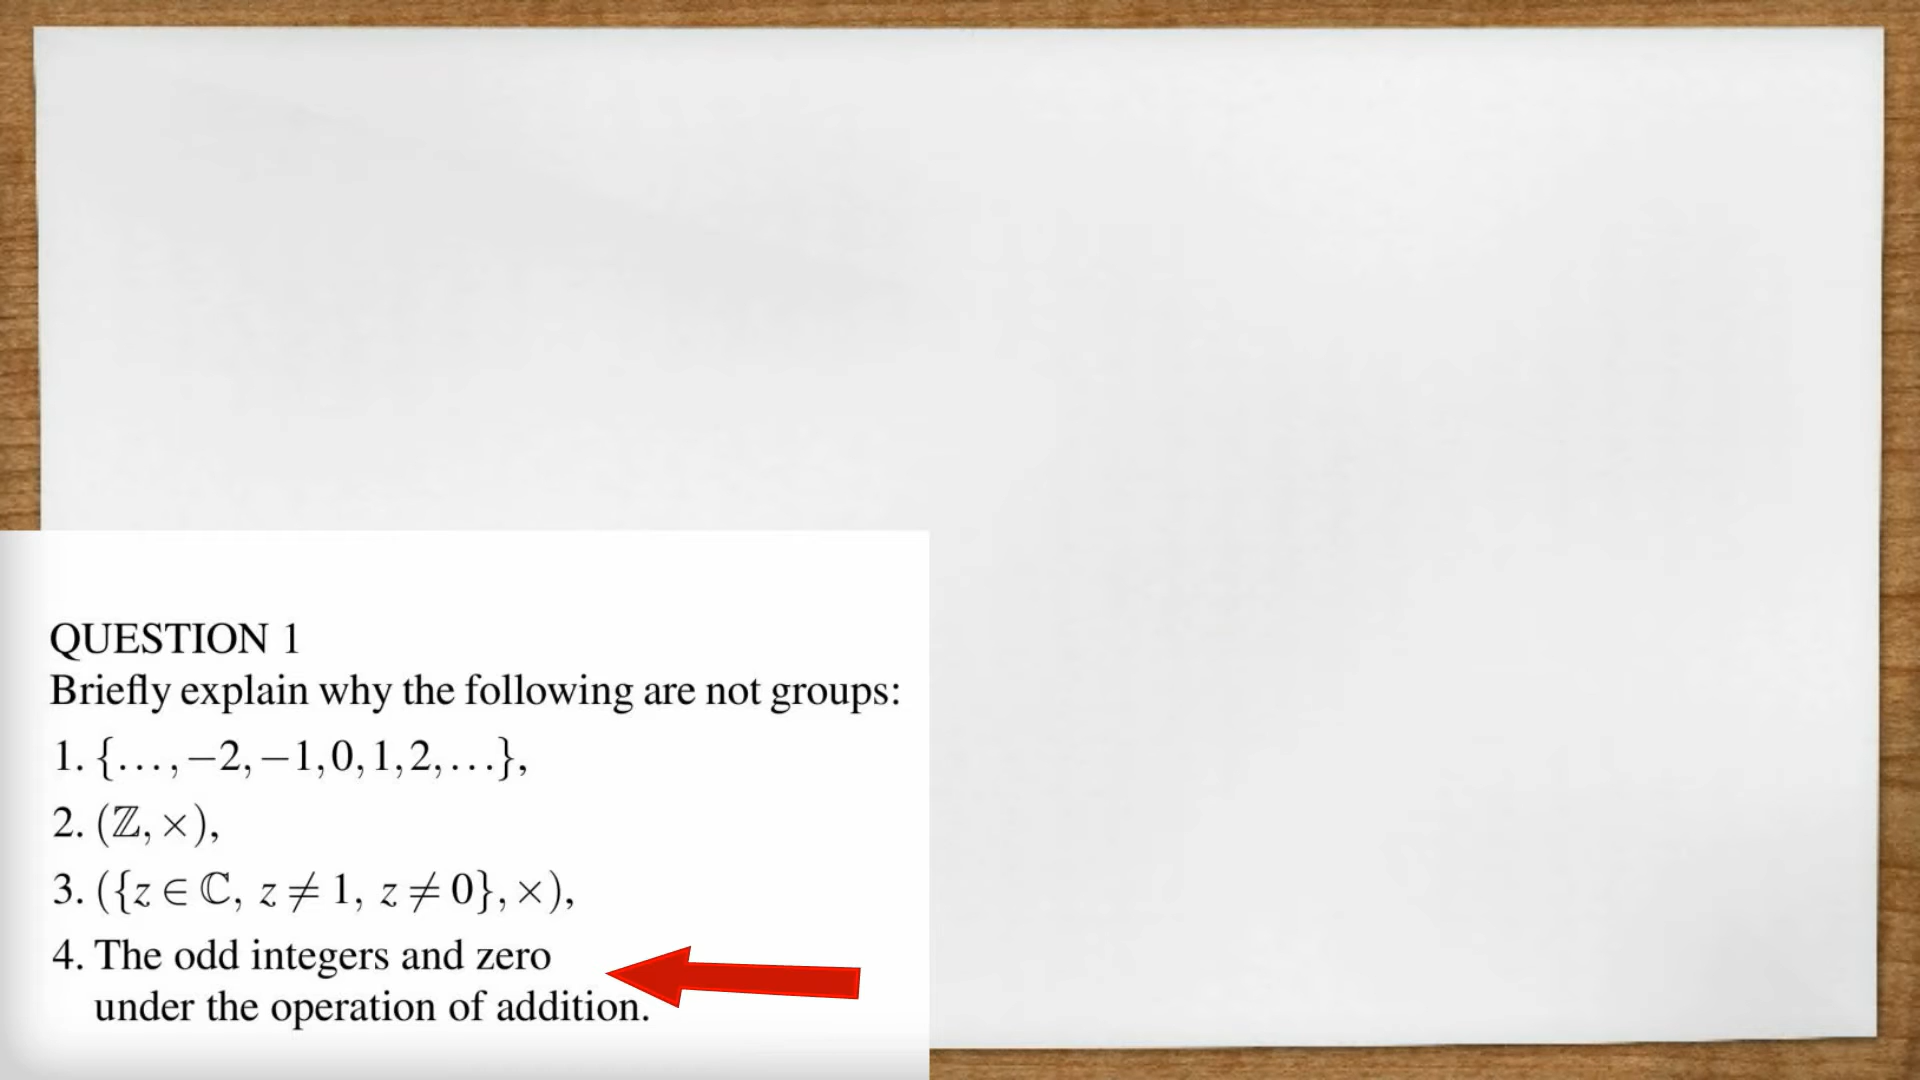 QUESTION 1
Briefly explain why the following are not groups:
1. {…,−2,−1,0,1,2,…},
2. (ℤ,×),
3. ({z ∈ ℂ, z ≠ 1, z ≠ 0},×),
4. The odd integers and zero
under the operation of addition.